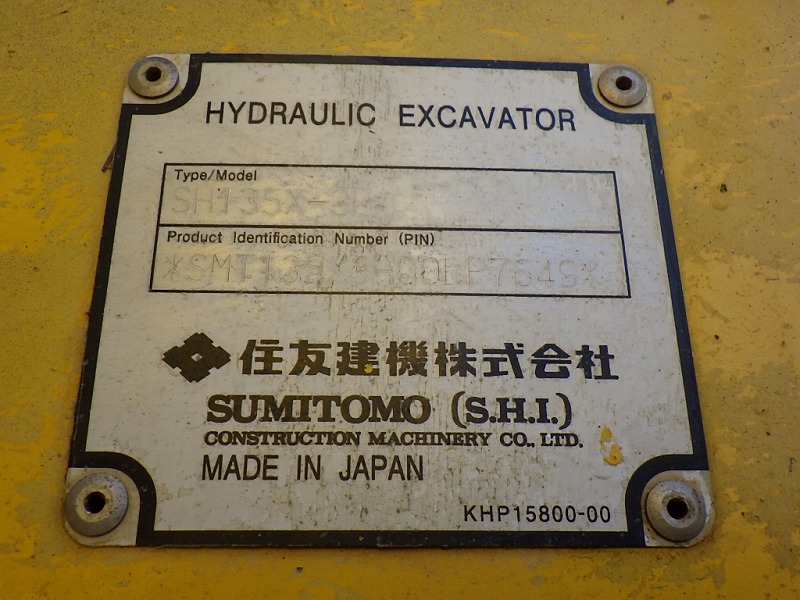 HYDRAULIC EXCAVATOR
Type/Model
Product Identification Number (PIN)
住友建機株式会社
SUMITOMO (S.H.I.)
CONSTRUCTION MACHINERY CO., LTD.
MADE IN JAPAN
KHP15800-00